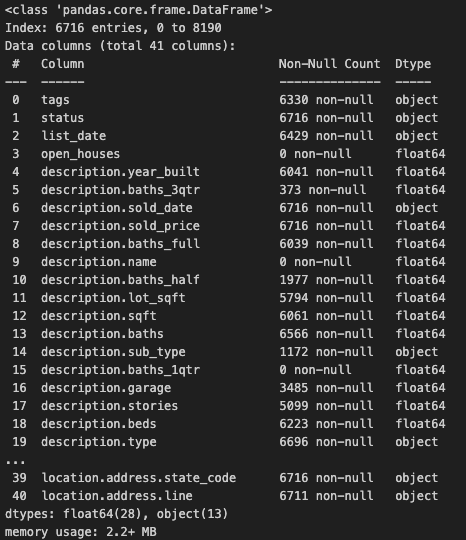 <class 'pandas.core.frame.DataFrame'>
Index: 6716 entries, 0 to 8190
Data columns (total 41 columns):
 #   Column                       Non-Null Count  Dtype
---  ------                       --------------  -----
 0   tags                         6330 non-null   object
 1   status                       6716 non-null   object
 2   list_date                    6429 non-null   object
 3   open_houses                  0 non-null      float64
 4   description.year_built       6041 non-null   float64
 5   description.baths_3qtr       373 non-null    float64
 6   description.sold_date        6716 non-null   object
 7   description.sold_price       6716 non-null   float64
 8   description.baths_full       6039 non-null   float64
 9   description.name             0 non-null      float64
 10  description.baths_half       1977 non-null   float64
 11  description.lot_sqft         5794 non-null   float64
 12  description.sqft             6061 non-null   float64
 13  description.baths            6566 non-null   float64
 14  description.sub_type         1172 non-null   object
 15  description.baths_1qtr       0 non-null      float64
 16  description.garage           3485 non-null   float64
 17  description.stories          5099 non-null   float64
 18  description.beds             6223 non-null   float64
 19  description.type             6696 non-null   object
...
 39  location.address.state_code  6716 non-null   object
 40  location.address.line        6711 non-null   object
dtypes: float64(28), object(13)
memory usage: 2.2+ MB